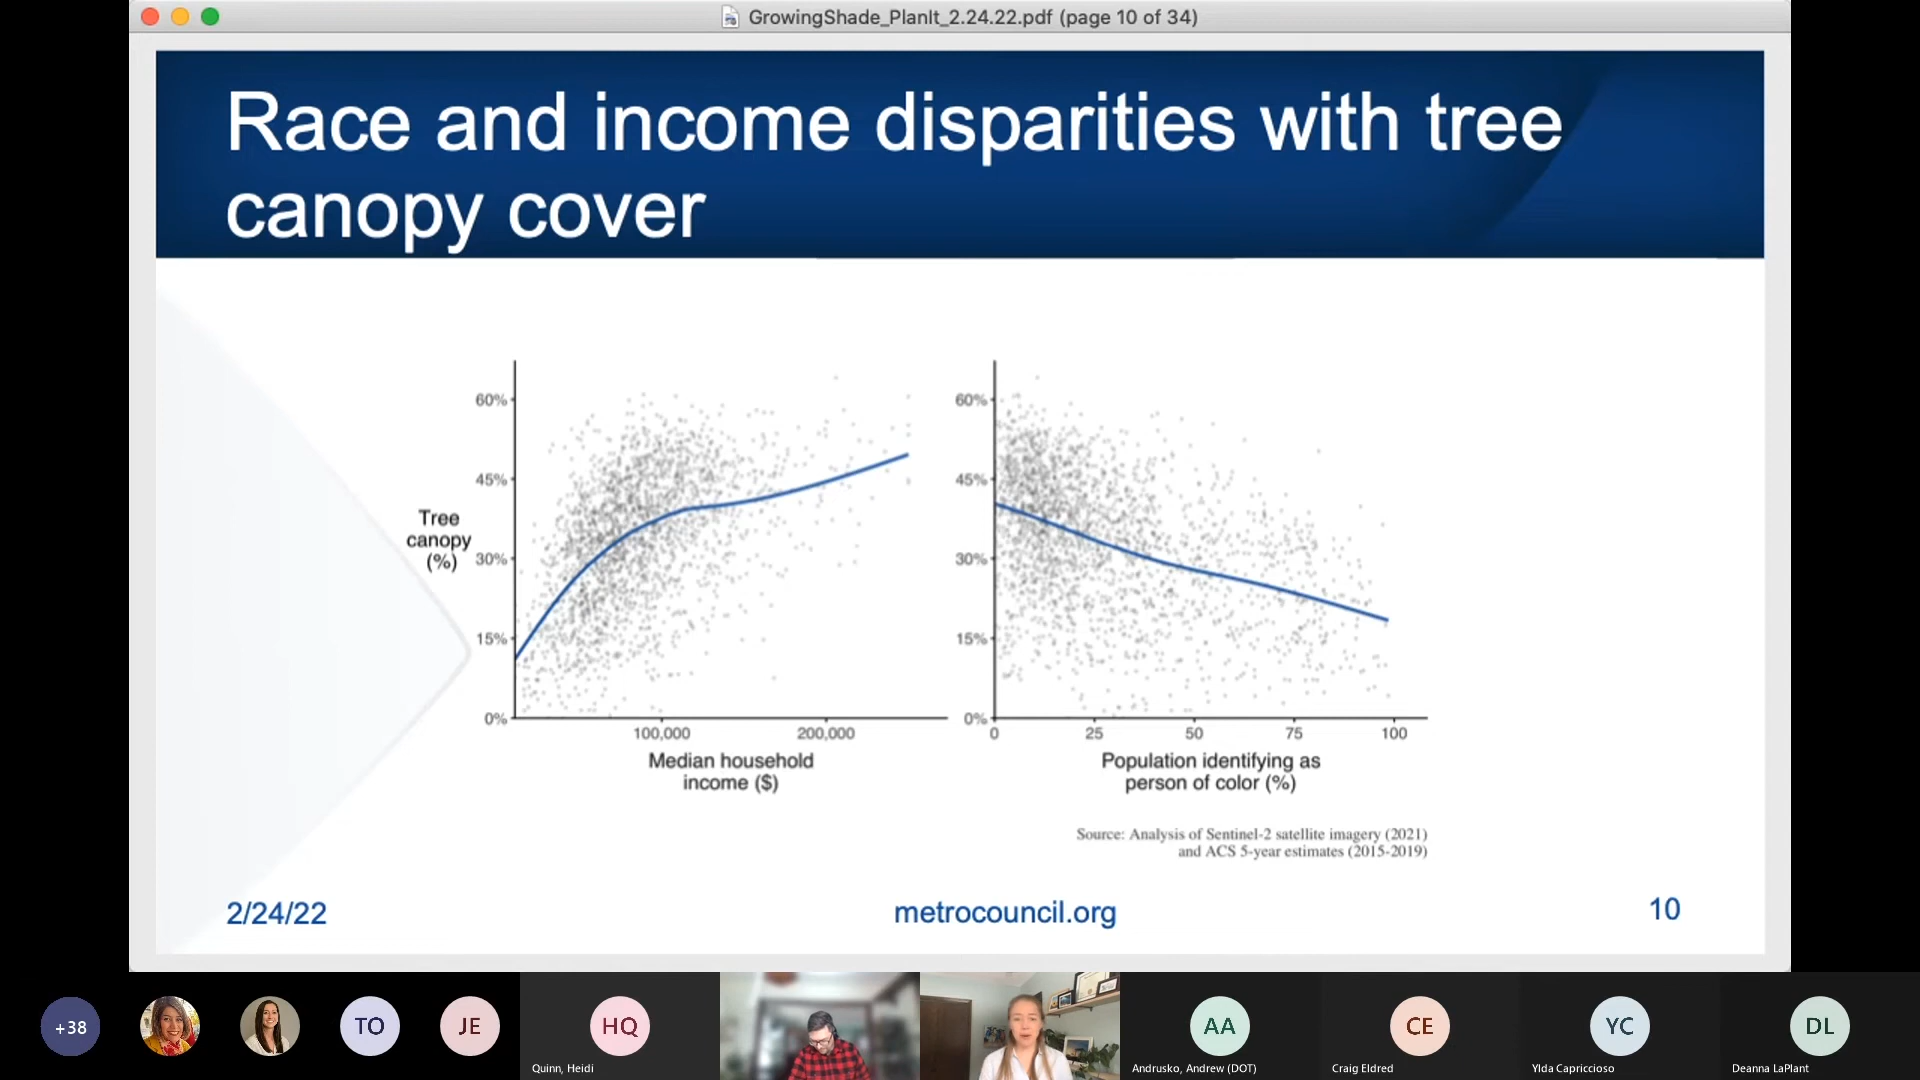 GrowingShade_PlanIt_2.24.22.pdf (page 10 of 34)
Race and income disparities with tree
canopy cover
60%
45%
30%
15%
0%
Tree
canopy
(%)
100,000
200,000
Median household
income ($)
60%
45%
30%
15%
0%
0
25
50
75
100
Population identifying as
person of color (%)
Source: Analysis of Sentinel-2 satellite imagery (2021)
and ACS 5-year estimates (2015-2019)
2/24/22
metrocouncil.org
10
+38
TO
JE
HQ
Quinn, Heidi
AA
Andrusko, Andrew (DOT)
CE
Craig Eldred
YC
Ylda Capriccioso
DL
Deanna LaPlant